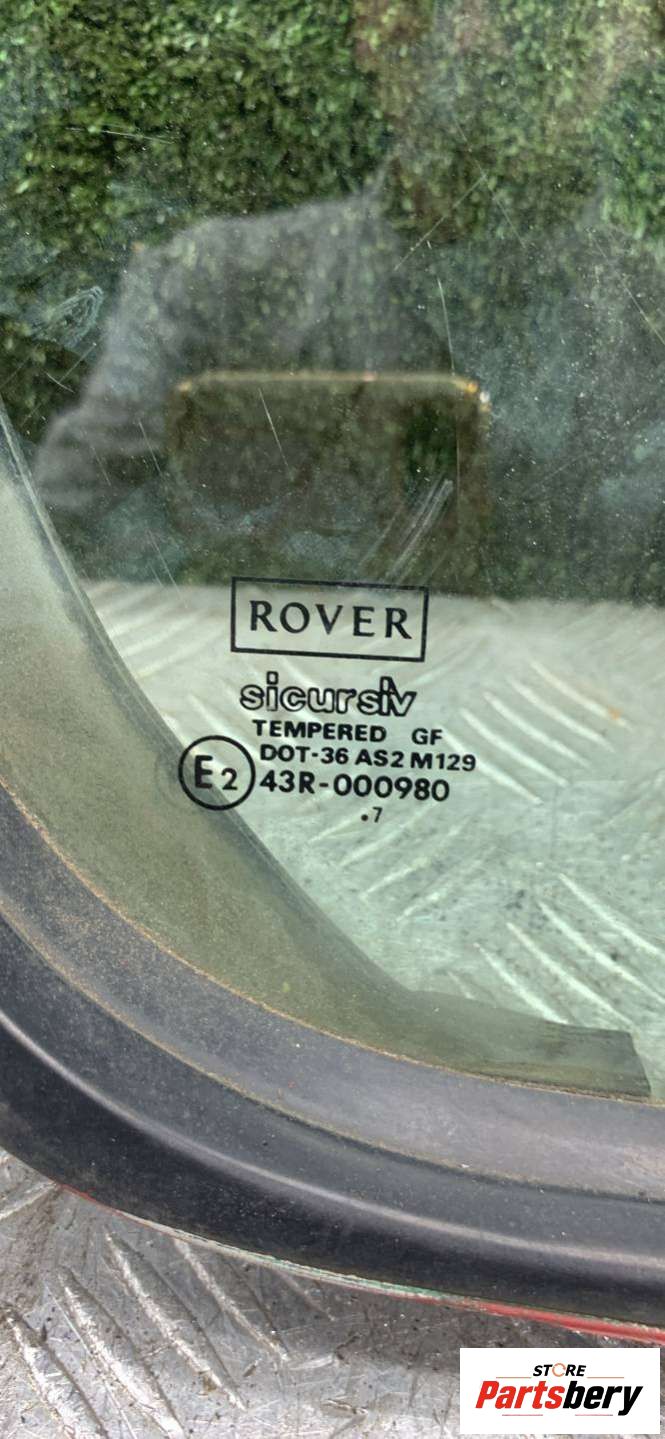 ROVER
sicursiv
TEMPERED GF
DOT-36 AS2 M129
E2 43R-000980
.7
STORE
Partsbery